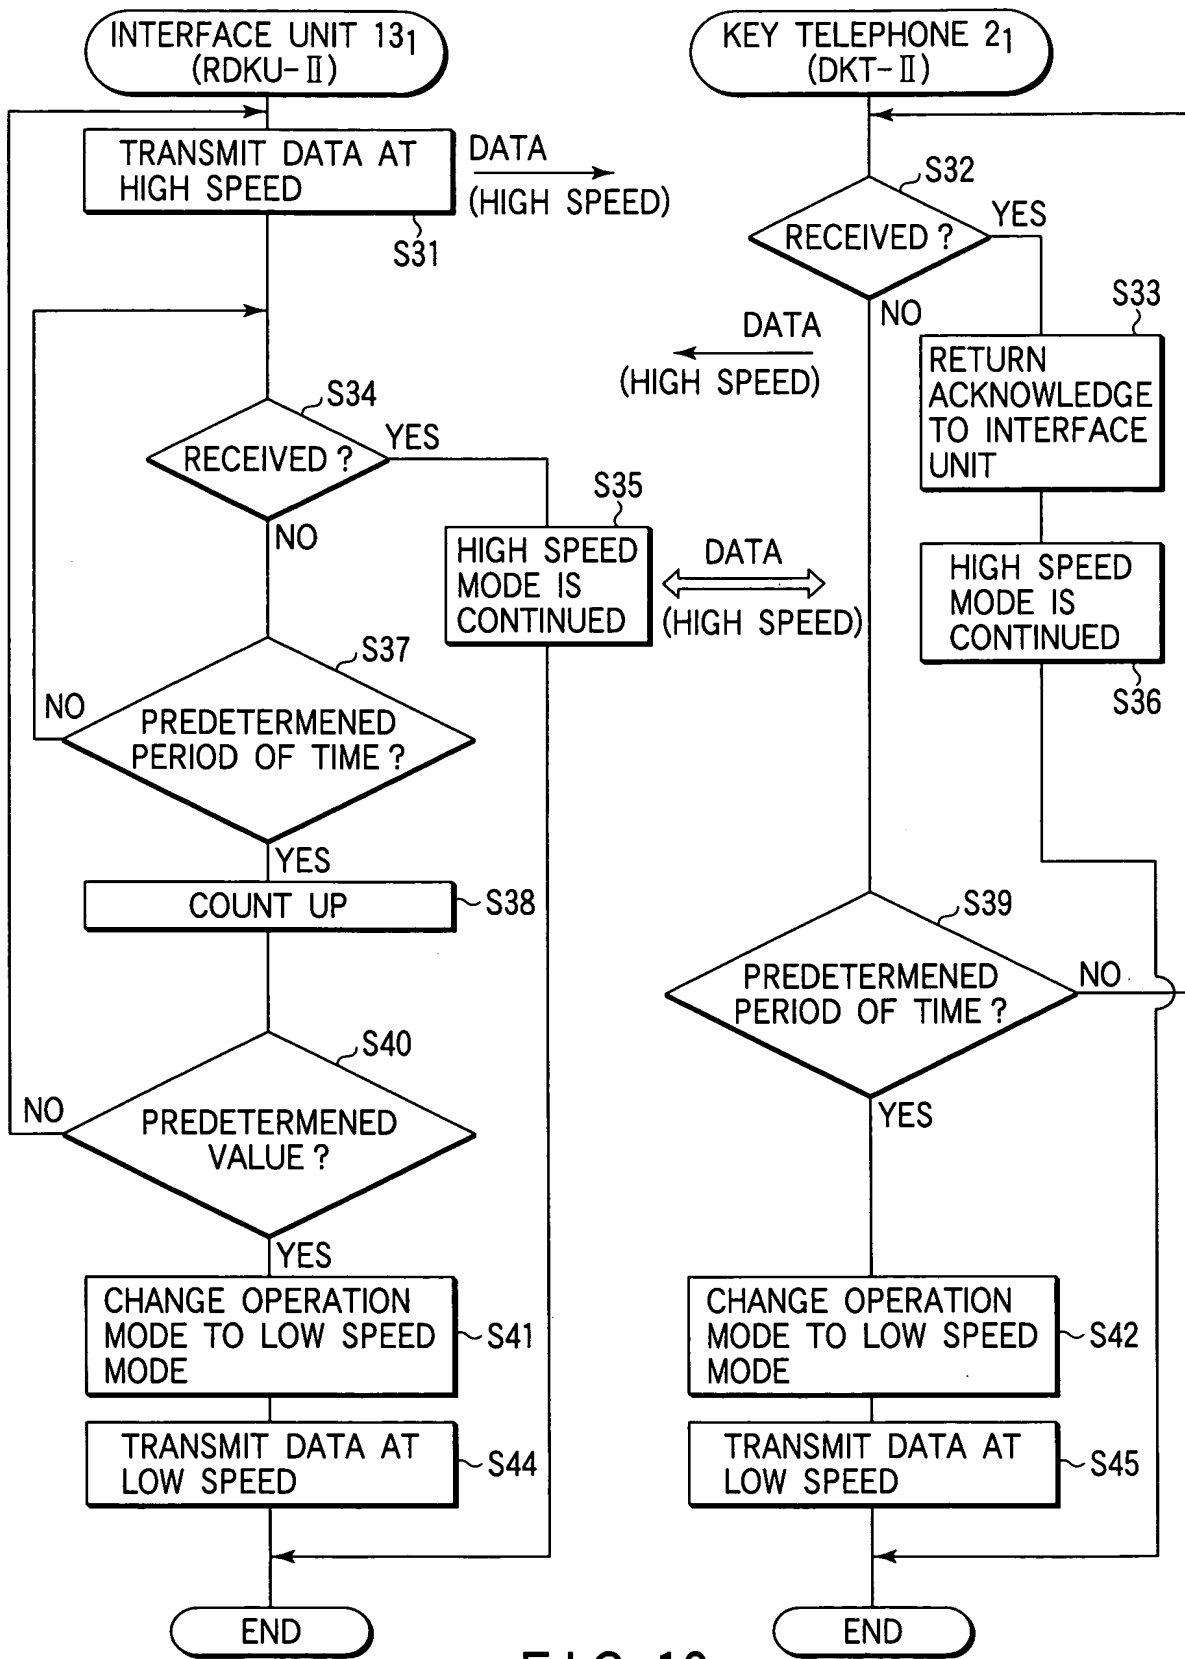 INTERFACE UNIT 131
(RDKU-II)
TRANSMIT DATA AT
HIGH SPEED
S31
DATA
(HIGH SPEED)
S34
RECEIVED?
YES
NO
S35
HIGH SPEED
MODE IS
CONTINUED
S37
PREDETERMENED
PERIOD OF TIME?
NO
YES
COUNT UP
S38
S40
PREDETERMENED
VALUE?
NO
YES
CHANGE OPERATION
MODE TO LOW SPEED
MODE
S41
TRANSMIT DATA AT
LOW SPEED
S44
END
DATA
(HIGH SPEED)
DATA
(HIGH SPEED)
KEY TELEPHONE 21
(DKT-II)
S32
RECEIVED?
YES
NO
S33
RETURN
ACKNOWLEDGE
TO INTERFACE
UNIT
HIGH SPEED
MODE IS
CONTINUED
S36
S39
PREDETERMENED
PERIOD OF TIME?
NO
YES
CHANGE OPERATION
MODE TO LOW SPEED
MODE
S42
TRANSMIT DATA AT
LOW SPEED
S45
END